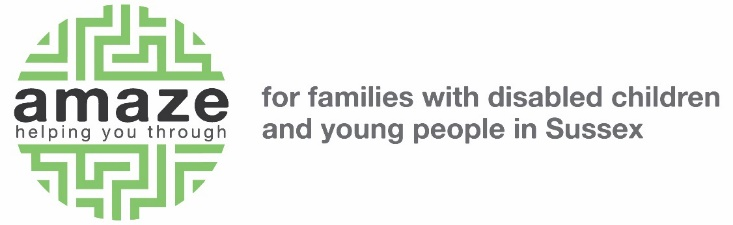 amaze
helping you through
for families with disabled children
and young people in Sussex